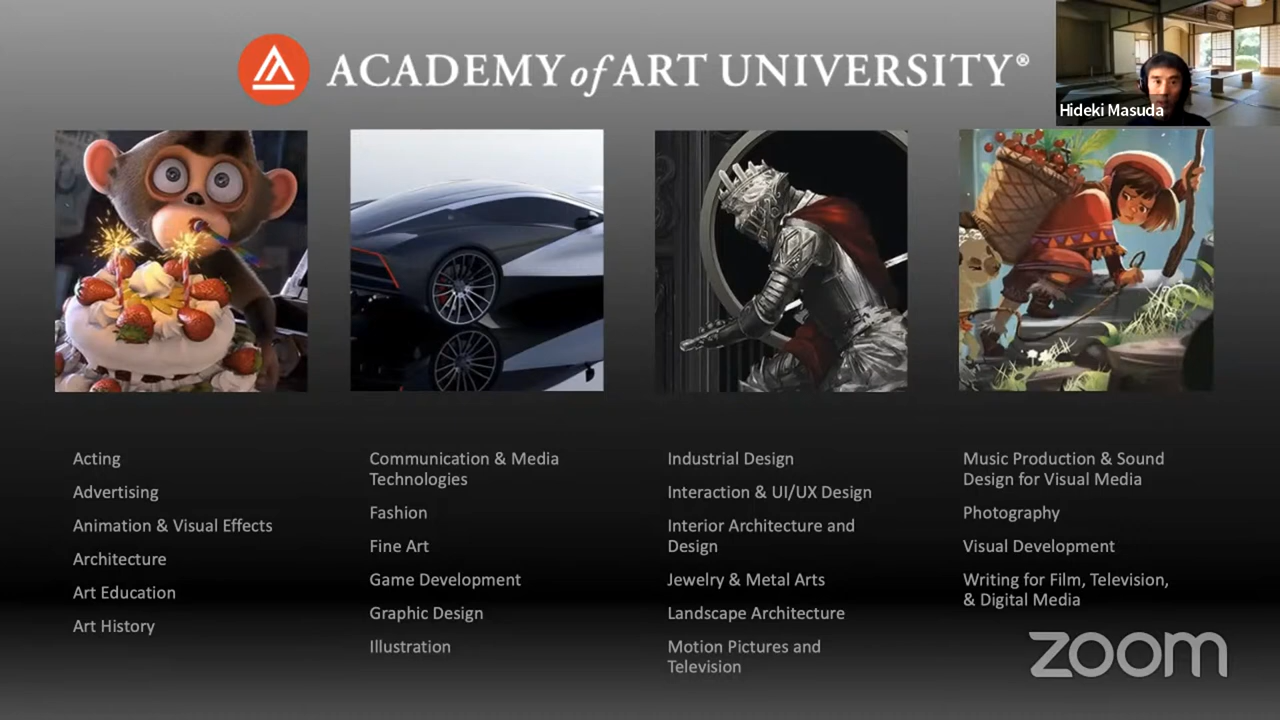 ACADEMY of ART UNIVERSITY®
Hideki Masuda
Acting
Advertising
Animation & Visual Effects
Architecture
Art Education
Art History
Communication & Media
Technologies
Fashion
Fine Art
Game Development
Graphic Design
Illustration
Industrial Design
Interaction & UI/UX Design
Interior Architecture and
Design
Jewelry & Metal Arts
Landscape Architecture
Motion Pictures and
Television
Music Production & Sound
Design for Visual Media
Photography
Visual Development
Writing for Film, Television,
& Digital Media
zoom